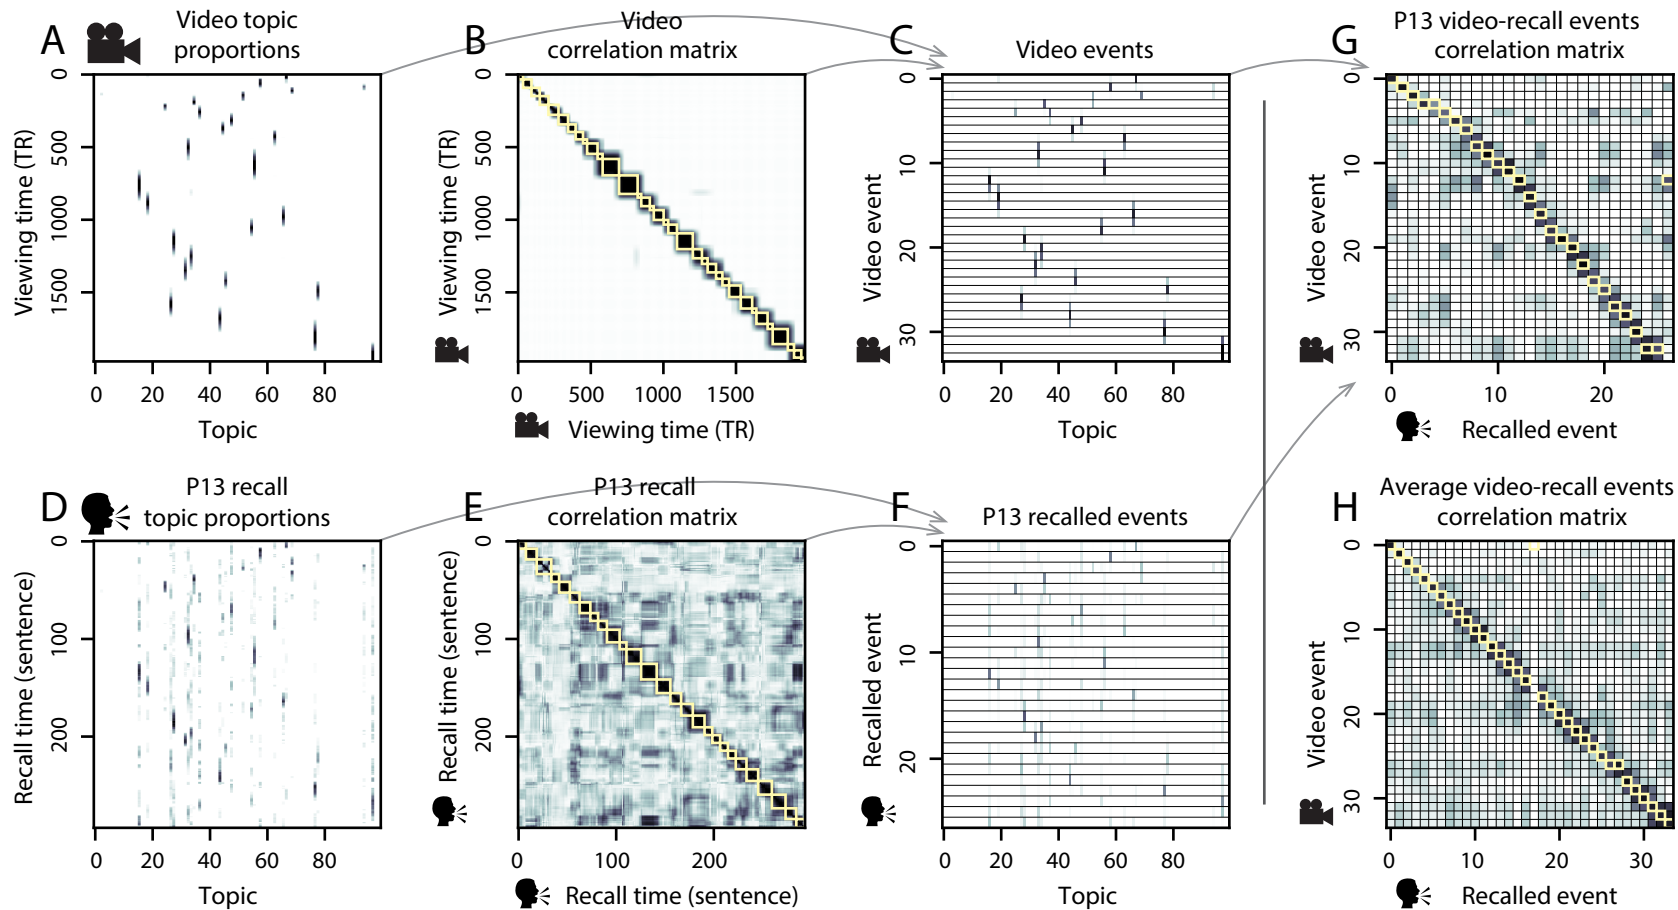 A
Video topic
proportions
0
500
1000
1500
Viewing time (TR)
0 20 40 60 80
Topic
B
Video
correlation matrix
0
500
1000
1500
Viewing time (TR)
0 500 1000 1500
Viewing time (TR)
C
Video events
0
10
20
30
Video event
0 20 40 60 80
Topic
G
P13 video-recall events
correlation matrix
0
10
20
30
Video event
0 10 20
Recalled event
D
P13 recall
topic proportions
0
100
200
Recall time (sentence)
0 20 40 60 80
Topic
E
P13 recall
correlation matrix
0
100
200
Recall time (sentence)
0 100 200
Recall time (sentence)
F
P13 recalled events
0
10
20
Recalled event
0 20 40 60 80
Topic
H
Average video-recall events
correlation matrix
0
10
20
30
Video event
0 10 20 30
Recalled event